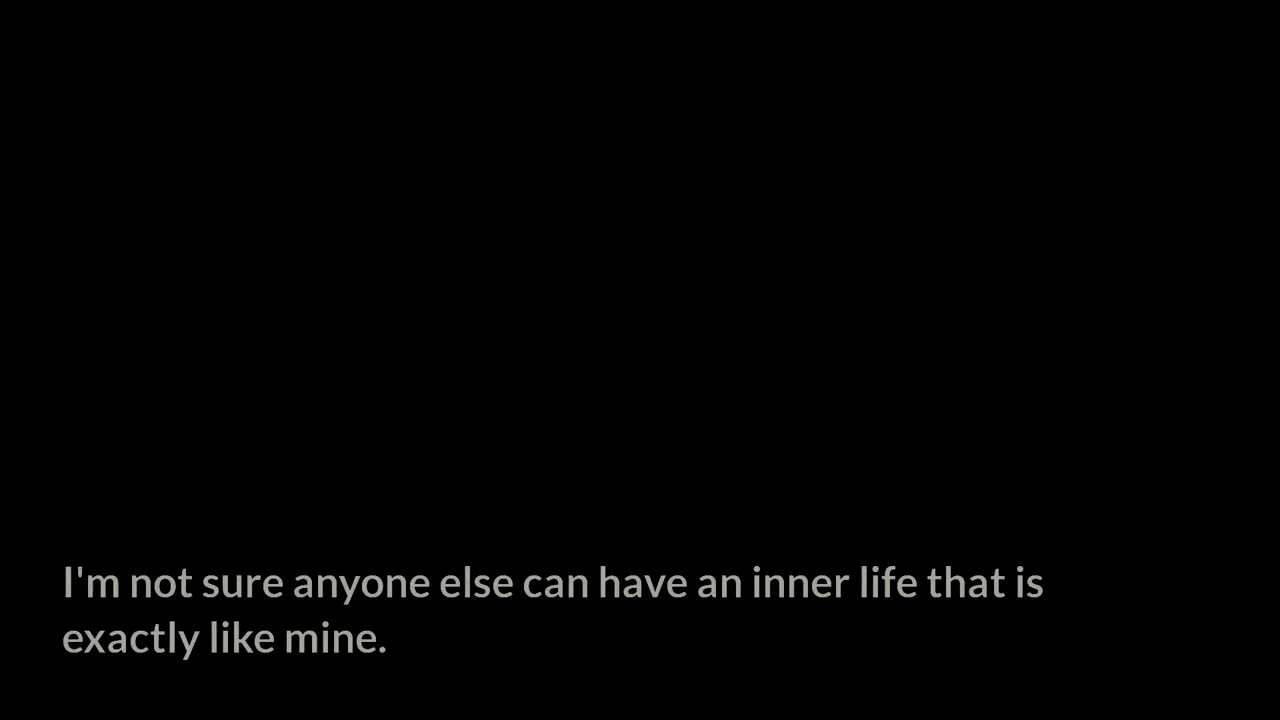 I'm not sure anyone else can have an inner life that is
exactly like mine.